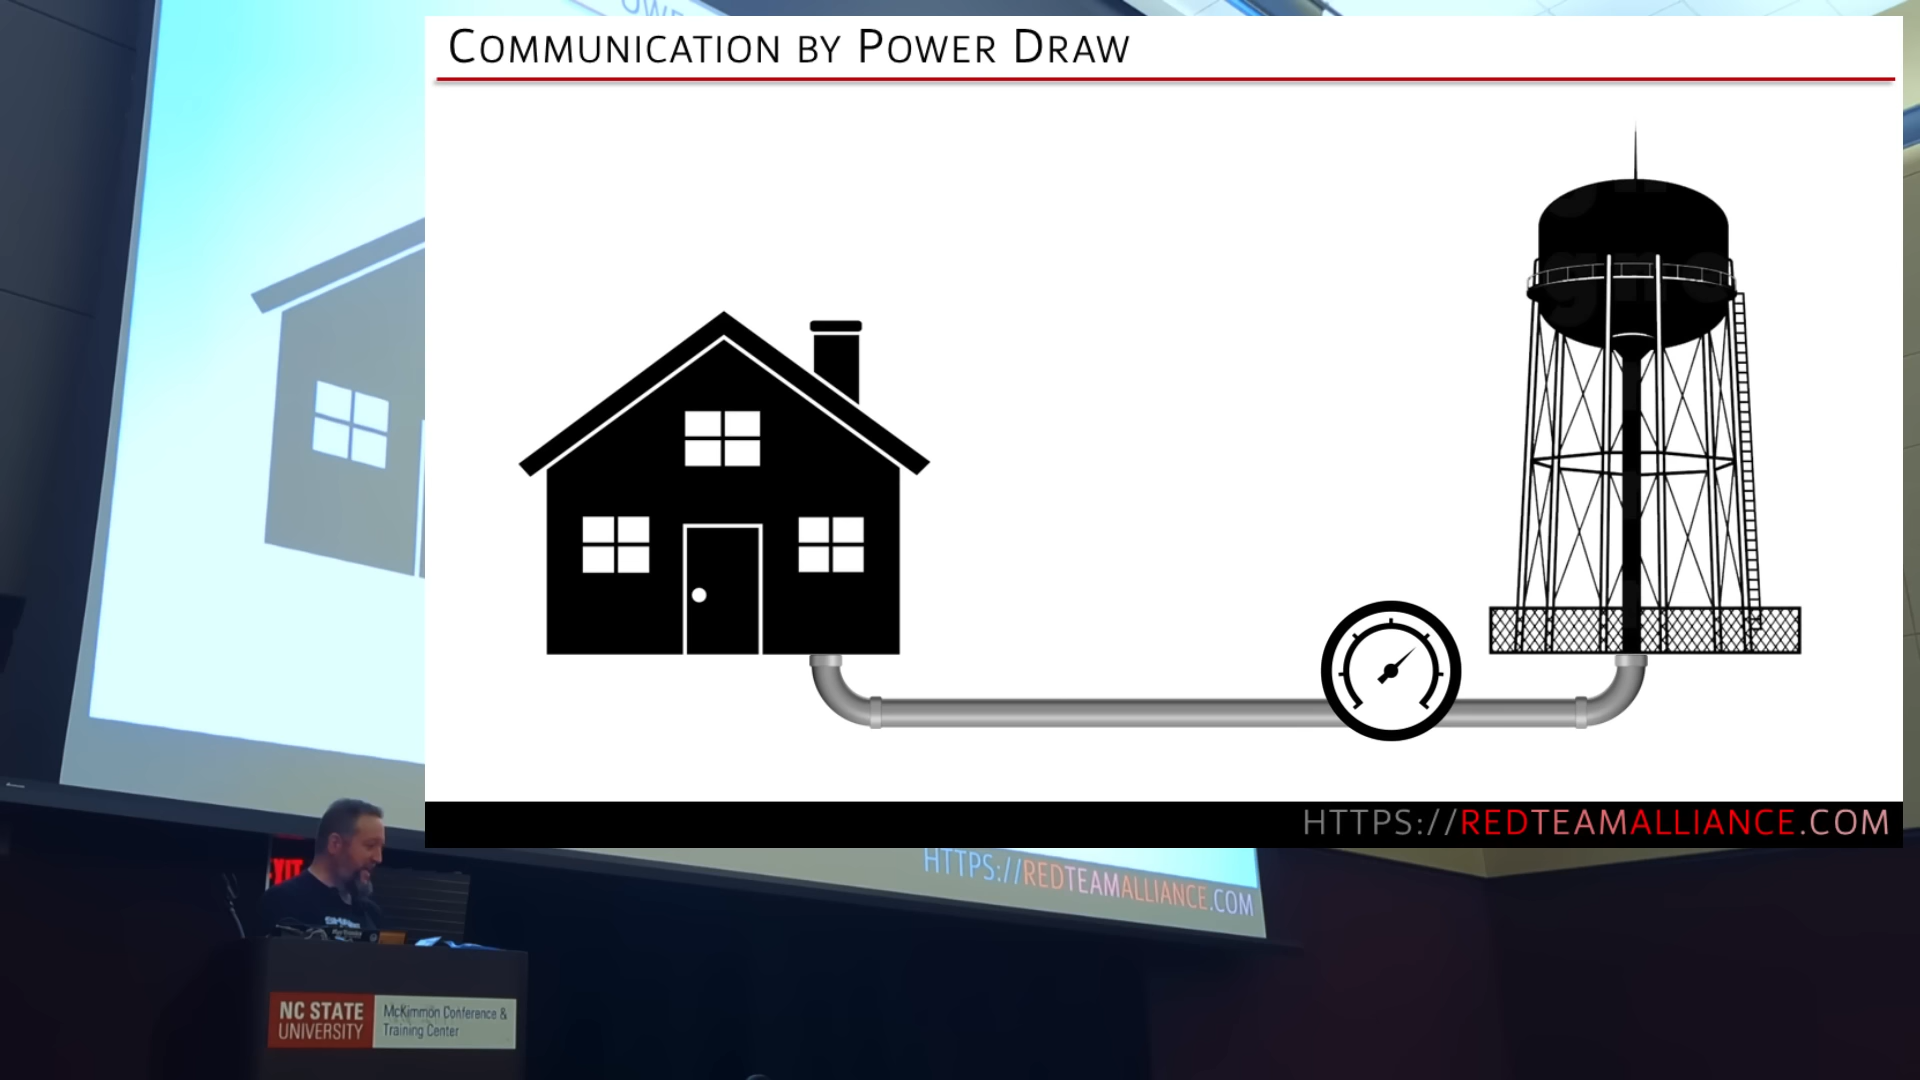 COMMUNICATION BY POWER DRAW
HTTPS://REDTEAMALLIANCE.COM
HTTPS://REDTEAMALLIANCE.COM
NC STATE
UNIVERSITY
McKimmon Conference &
Training Center